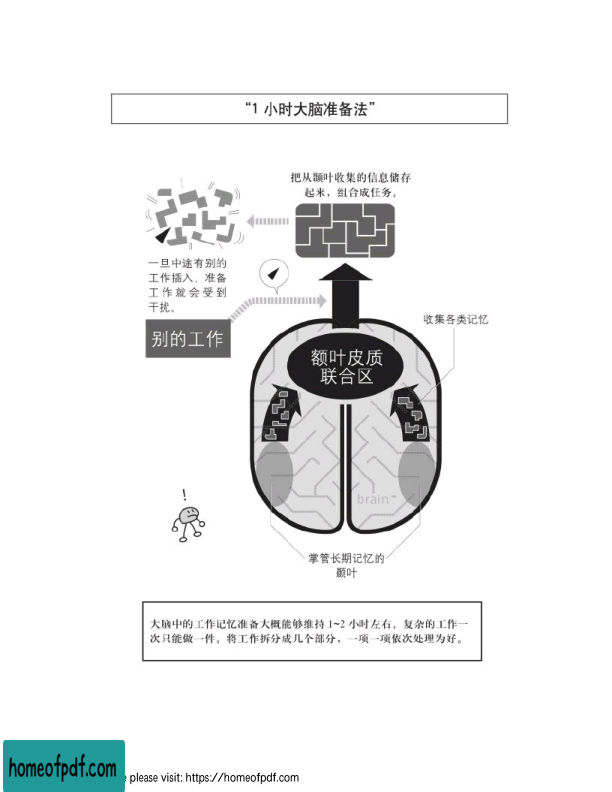 “1 小时大脑准备法”
把从颞叶收集的信息储存
起来，组合成任务。
一旦中途有别的
工作插入，准备
工作就会受到
干扰。
别的工作
收集各类记忆
额叶皮质
联合区
brain
!
掌管长期记忆的
颞叶
大脑中的工作记忆准备大概能够维持 1~2 小时左右。复杂的工作一
次只能做一件。将工作拆分成几个部分，一项一项依次处理为好。
homeofpdf.com
please visit: https://homeofpdf.com